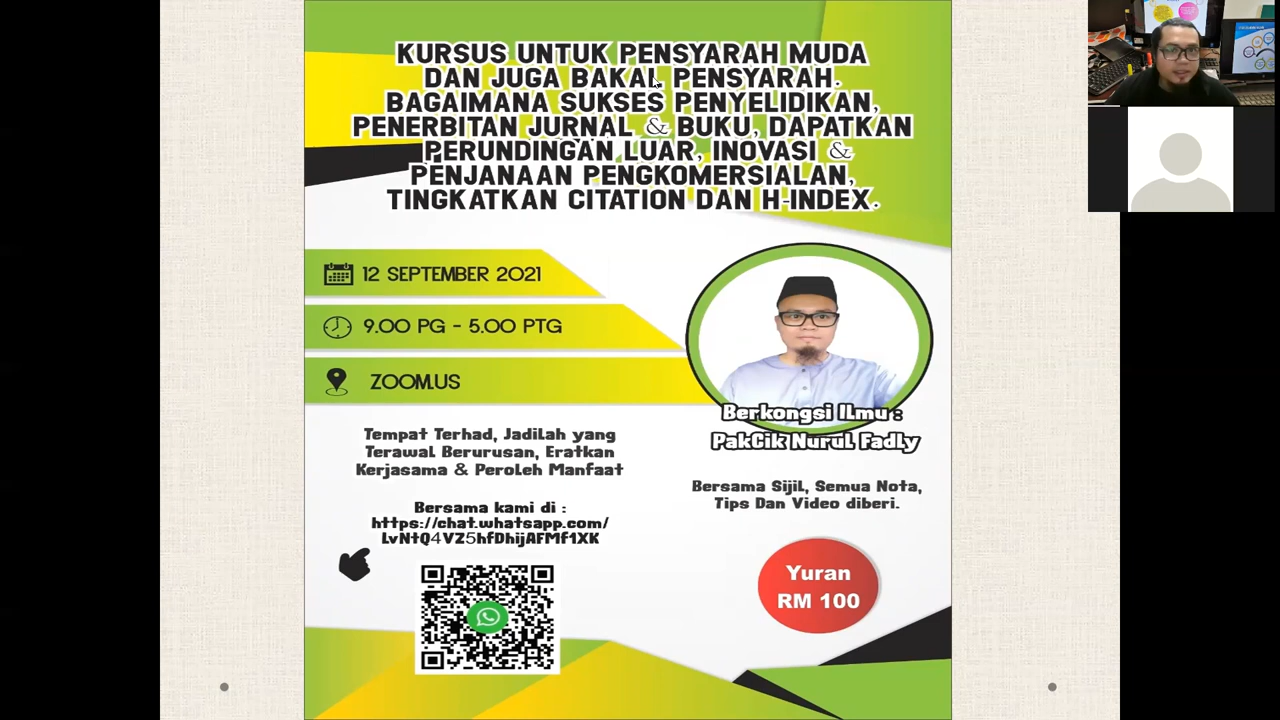 KURSUS UNTUK PENSYARAH MUDA
DAN JUGA BAKAL PENSYARAH.
BAGAIMANA SUKSES PENYELIDIKAN,
PENERBITAN JURNAL & BUKU, DAPATKAN
PERUNDINGAN LUAR, INOVASI &
PENJANAAN PENGKOMERSIALAN,
TINGKATKAN CITATION DAN H-INDEX.
12 SEPTEMBER 2021
9.00 PG - 5.00 PTG
ZOOM.US
Berkongsi Ilmu :
PakCik Nurul Fadly
Tempat Terhad, Jadilah yang
Terawal Berurusan, Eratkan
Kerjasama & Peroleh Manfaat
Bersama Sijil, Semua Nota,
Tips Dan Video diberi.
Bersama kami di :
https://chat.whatsapp.com/
LvNtQ4VZ5hfDhijAFMf1XK
Yuran
RM 100